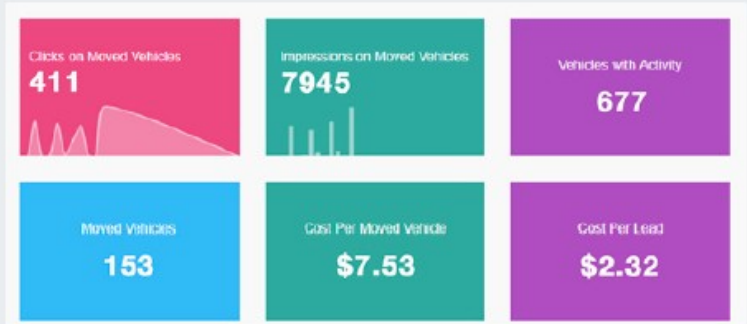 Clicks on Moved Vehicles
411
Impressions on Moved Vehicles
7945
Vehicles with Activity
677
Moved Vehicles
153
Cost Per Moved Vehicle
$7.53
Cost Per Lead
$2.32